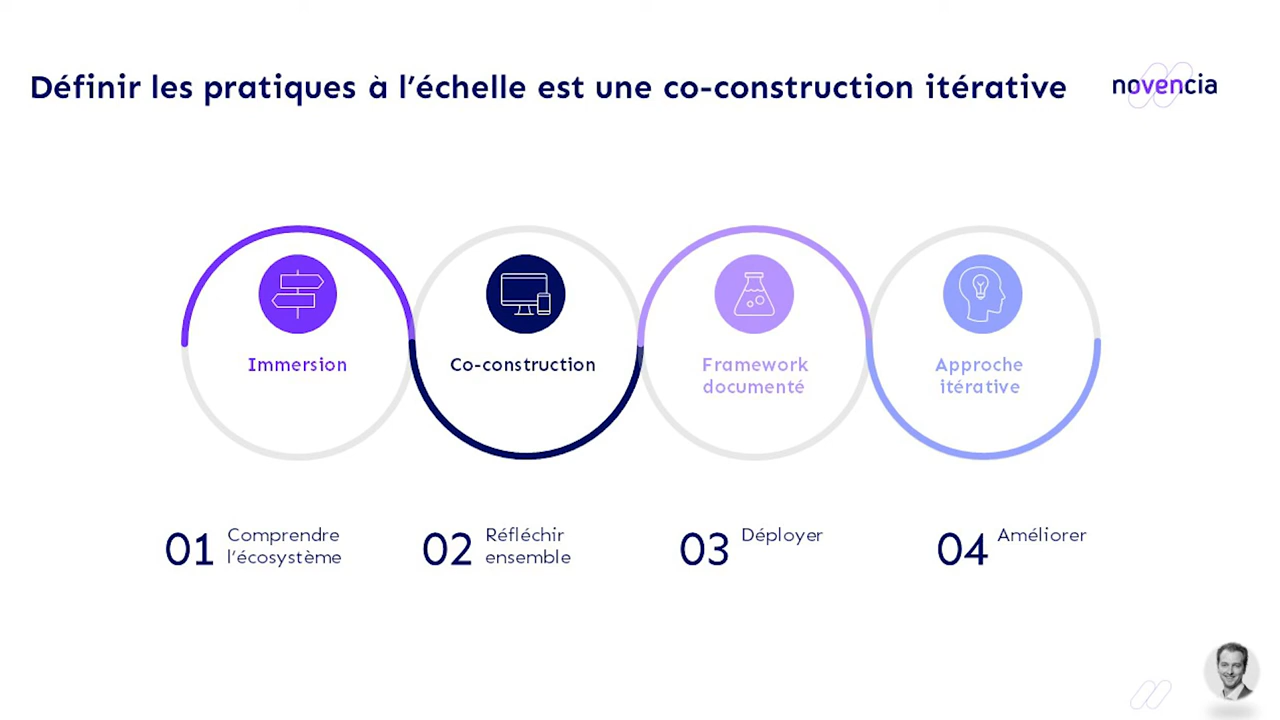 Définir les pratiques à l’échelle est une co-construction itérative
novencia
Immersion
Co-construction
Framework
documenté
Approche
itérative
01 Comprendre
l’écosystème
02 Réfléchir
ensemble
03 Déployer
04 Améliorer